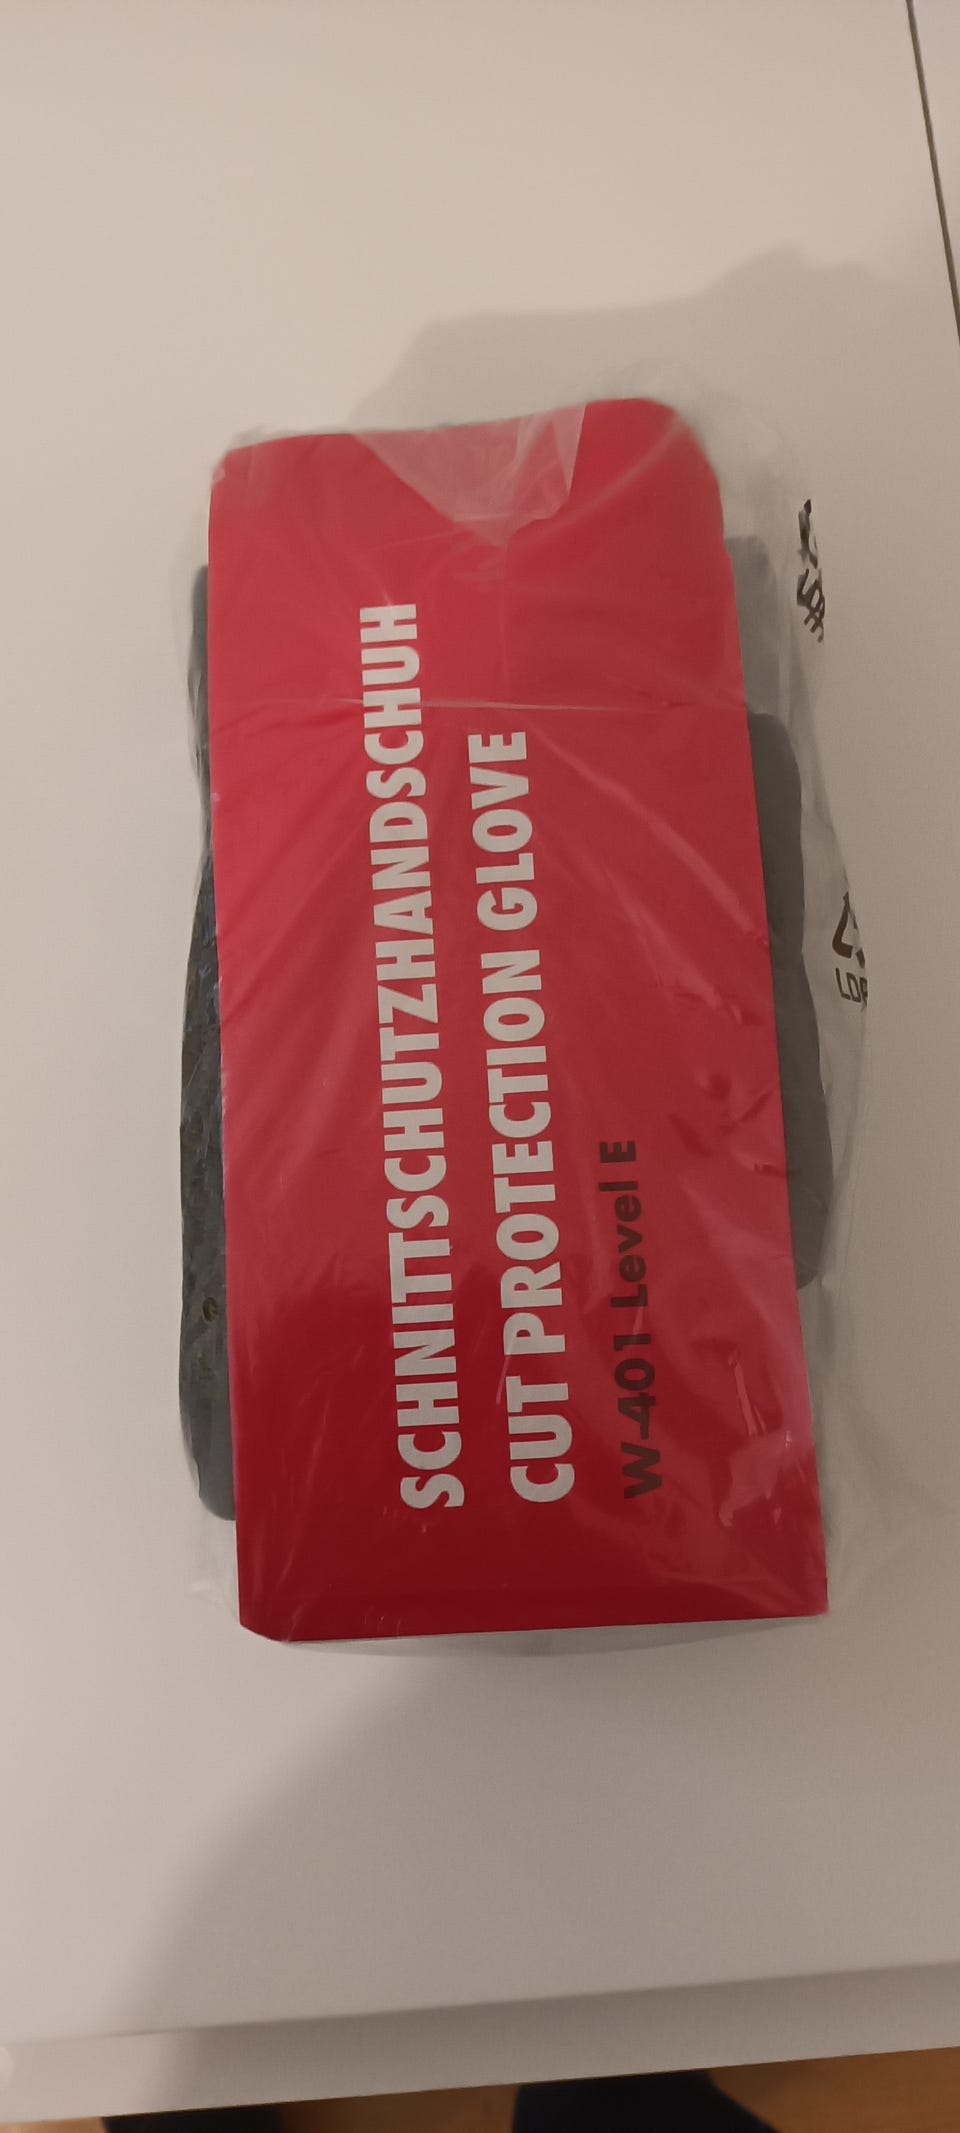 SCHNITTSCHUTZHANDSCHUH
CUT PROTECTION GLOVE
W-401 Level E